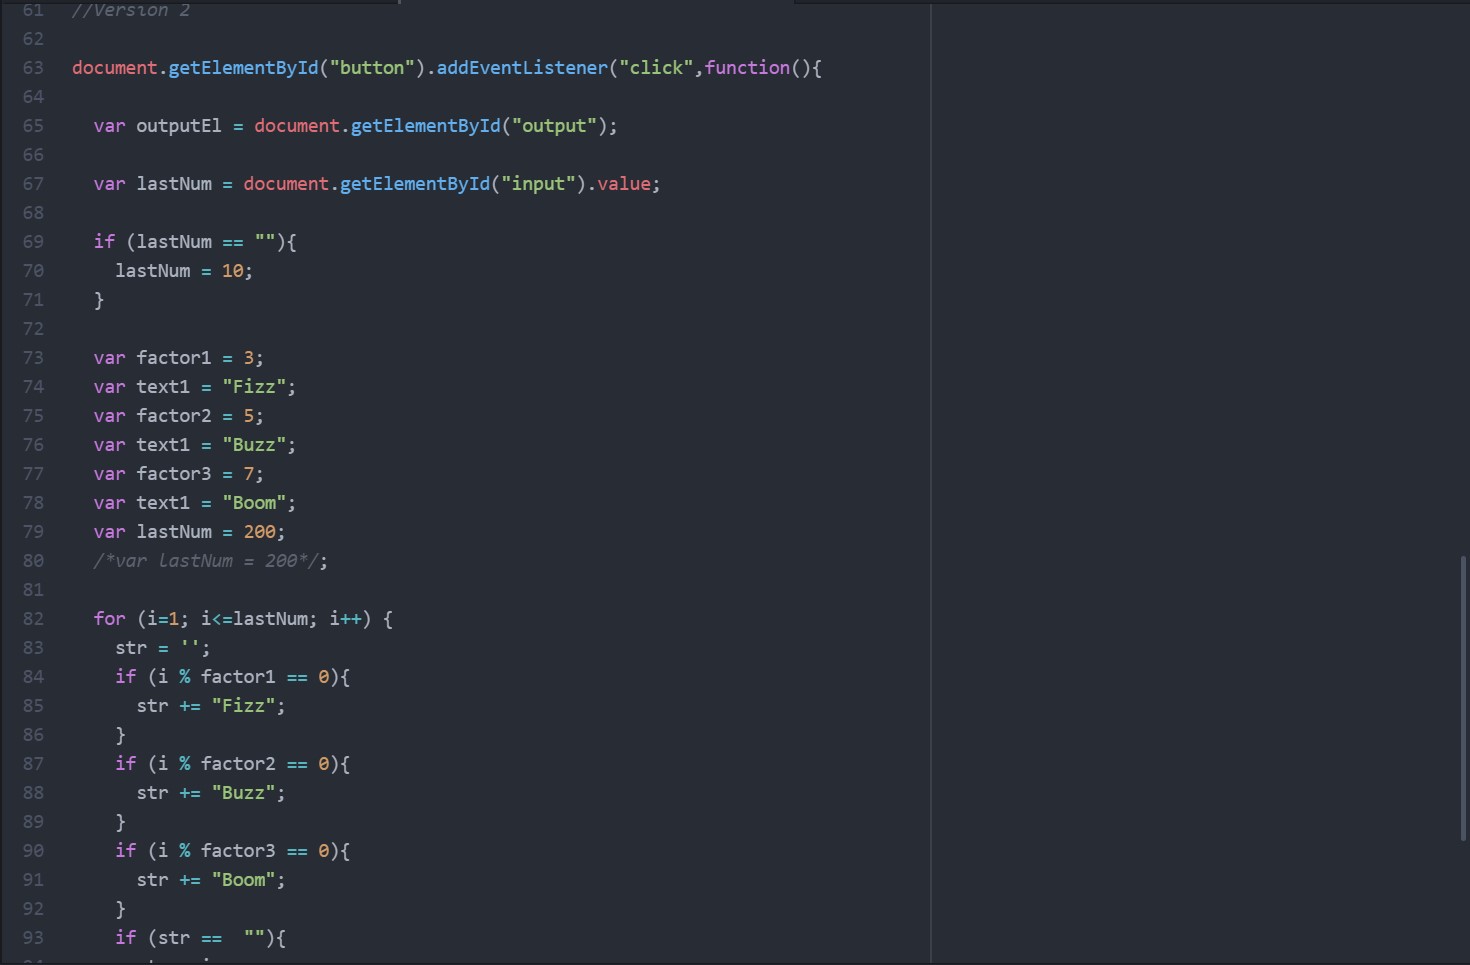 61 //Version 2
62
63 document.getElementById("button").addEventListener("click",function(){
64
65 var outputEl = document.getElementById("output");
66
67 var lastNum = document.getElementById("input").value;
68
69 if (lastNum == ""){
70 lastNum = 10;
71 }
72
73 var factor1 = 3;
74 var text1 = "Fizz";
75 var factor2 = 5;
76 var text1 = "Buzz";
77 var factor3 = 7;
78 var text1 = "Boom";
79 var lastNum = 200;
80 /*var lastNum = 200*/;
81
82 for (i=1; i<=lastNum; i++) {
83 str = '';
84 if (i % factor1 == 0){
85 str += "Fizz";
86 }
87 if (i % factor2 == 0){
88 str += "Buzz";
89 }
90 if (i % factor3 == 0){
91 str += "Boom";
92 }
93 if (str ==  ""){